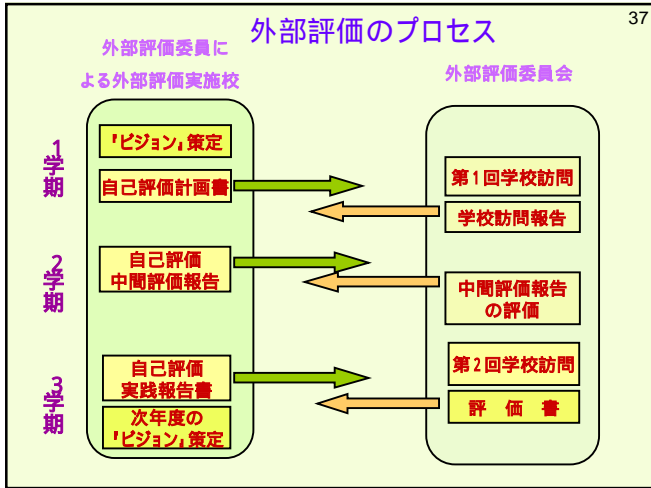 外部評価のプロセス
37
外部評価委員に
よる外部評価実施校
外部評価委員会
1学期
『ビジョン』策定
自己評価計画書
第1回学校訪問
学校訪問報告
2学期
自己評価
中間評価報告
中間評価報告
の評価
3学期
自己評価
実践報告書
次年度の
『ビジョン』策定
第2回学校訪問
評 価 書